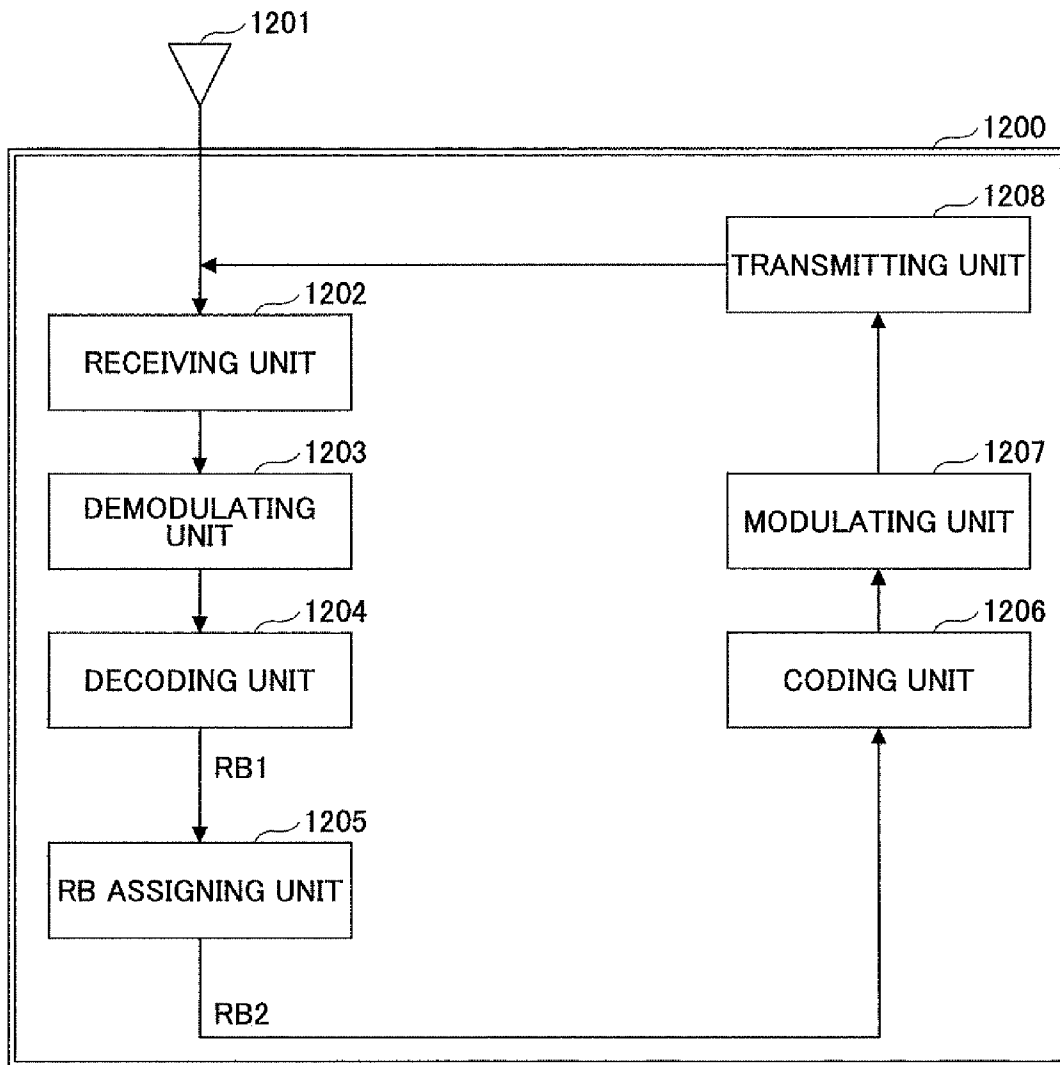 1201
1200
1208
TRANSMITTING UNIT
1202
RECEIVING UNIT
1203
DEMODULATING
UNIT
1207
MODULATING UNIT
1204
DECODING UNIT
1206
CODING UNIT
RB1
1205
RB ASSIGNING UNIT
RB2